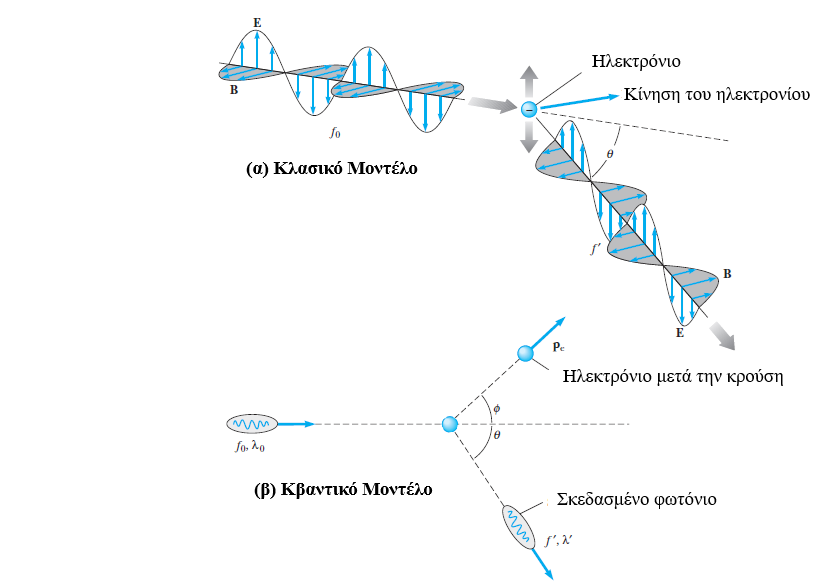 E
B
f₀
(α) Κλασικό Μοντέλο
Ηλεκτρόνιο
−
Κίνηση του ηλεκτρονίου
θ
f′
B
E
pₑ
Ηλεκτρόνιο μετά την κρούση
ϕ
θ
f₀, λ₀
(β) Κβαντικό Μοντέλο
Σκεδασμένο φωτόνιο
f′, λ′